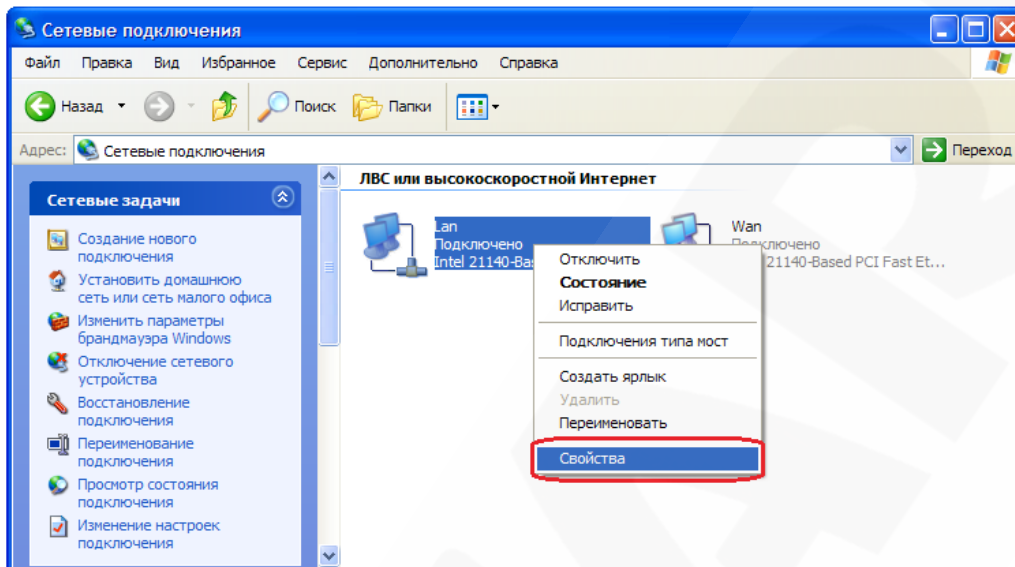 Сетевые подключения
Файл Правка Вид Избранное Сервис Дополнительно Справка
Назад Поиск Папки
Адрес: Сетевые подключения Переход
Сетевые задачи
Создание нового
подключения
Установить домашнюю
сеть или сеть малого офиса
Изменить параметры
брандмауэра Windows
Отключение сетевого
устройства
Восстановление
подключения
Переименование
подключения
Просмотр состояния
подключения
Изменение настроек
подключения
ЛВС или высокоскоростной Интернет
Lan
Подключено
Intel 21140-Ba
Wan
Подключено
21140-Based PCI Fast Et...
Отключить
Состояние
Исправить
Подключения типа мост
Создать ярлык
Удалить
Переименовать
Свойства